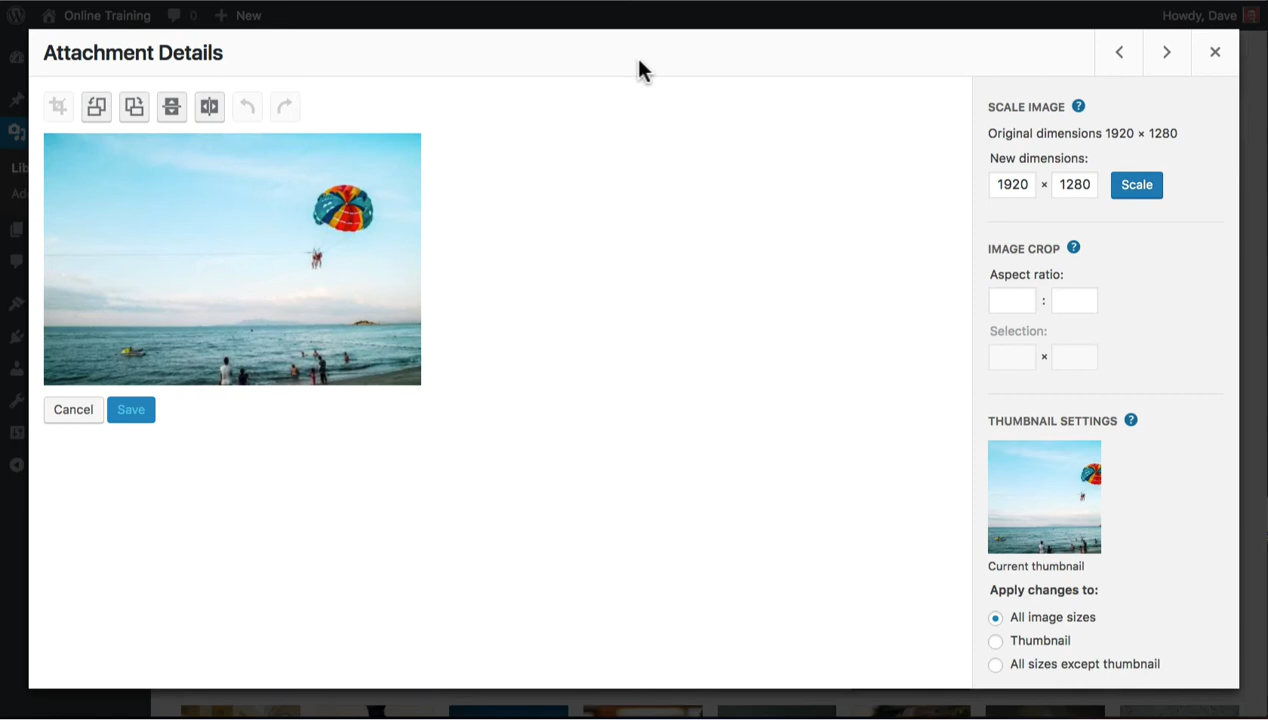 Online Training 0 + New Howdy, Dave
Attachment Details
SCALE IMAGE ?
Original dimensions 1920 × 1280
New dimensions:
1920 × 1280 Scale
IMAGE CROP ?
Aspect ratio:
:
Selection:
×
Cancel Save
THUMBNAIL SETTINGS ?
Current thumbnail
Apply changes to:
All image sizes
Thumbnail
All sizes except thumbnail
Lib
Ad